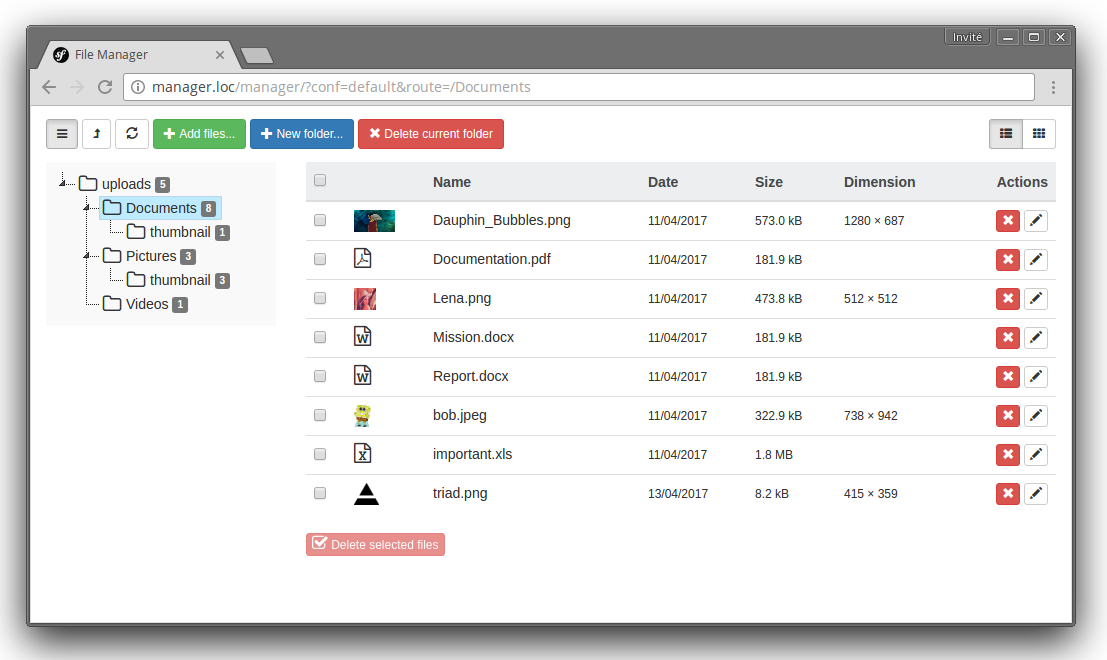 Invité
sf File Manager
manager.loc/manager/?conf=default&route=/Documents
Add files... New folder... Delete current folder
uploads 5
Documents 8
thumbnail 1
Pictures 3
thumbnail 3
Videos 1
Name Date Size Dimension Actions
Dauphin_Bubbles.png 11/04/2017 573.0 kB 1280 × 687
Documentation.pdf 11/04/2017 181.9 kB
Lena.png 11/04/2017 473.8 kB 512 × 512
W Mission.docx 11/04/2017 181.9 kB
W Report.docx 11/04/2017 181.9 kB
bob.jpeg 11/04/2017 322.9 kB 738 × 942
X important.xls 11/04/2017 1.8 MB
triad.png 13/04/2017 8.2 kB 415 × 359
Delete selected files